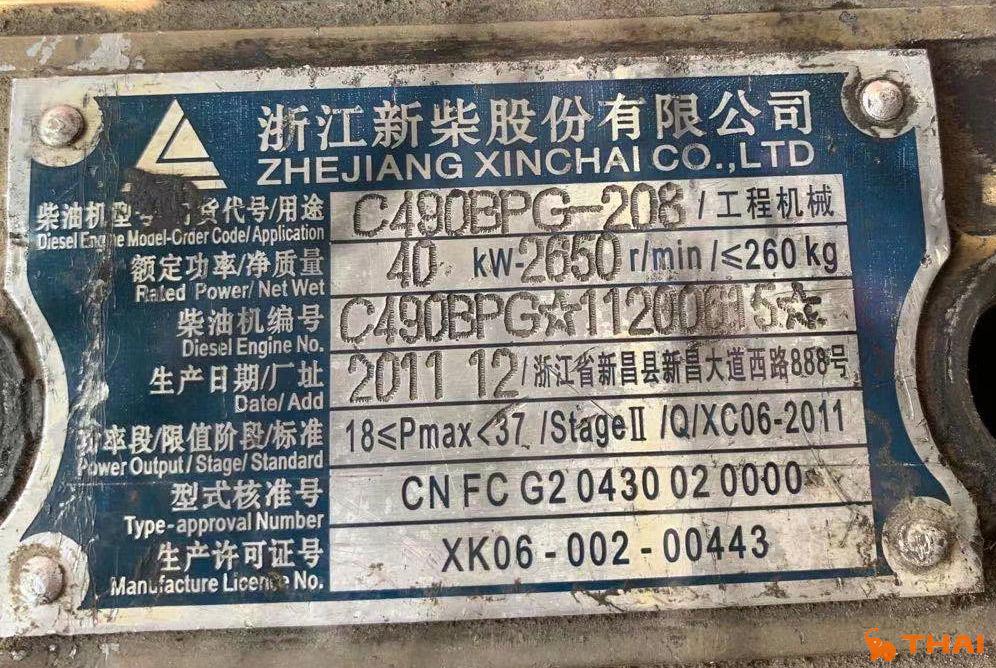 浙江新柴股份有限公司
ZHEJIANG XINCHAI CO.,LTD
柴油机型号 货代号/用途 C490BPG-208 /工程机械
Diesel Engine Model-Order Code/Application
额定功率/净质量 40 kW-2650 r/min /≤260 kg
Rated Power/ Net Wet
柴油机编号 C490BPG☆11200615☆
Diesel Engine No.
生产日期/厂址 2011 12 /浙江省新昌县新昌大道西路888号
Date/Add
功率段/限值阶段/标准 18≤Pmax<37 /StageⅡ /Q/XC06-2011
Power Output / Stage/ Standard
型式核准号 CN FC G2 0430 02 0000
Type-approval Number
生产许可证号 XK06-002-00443
Manufacture Licence No.
THAI